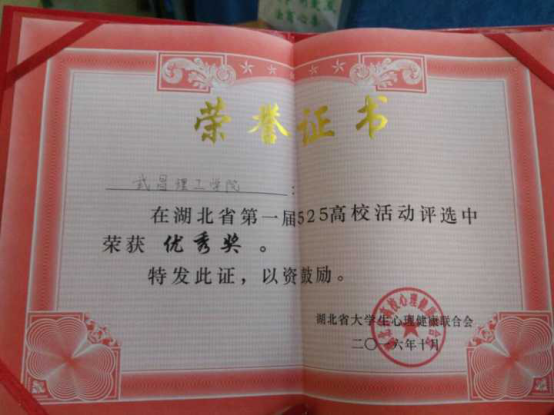 荣誉证书
武昌理工学院：
在湖北省第一届525高校活动评选中
荣获 优秀奖 。
特发此证，以资鼓励。
湖北省大学生心理健康联合会
二〇一六年十月